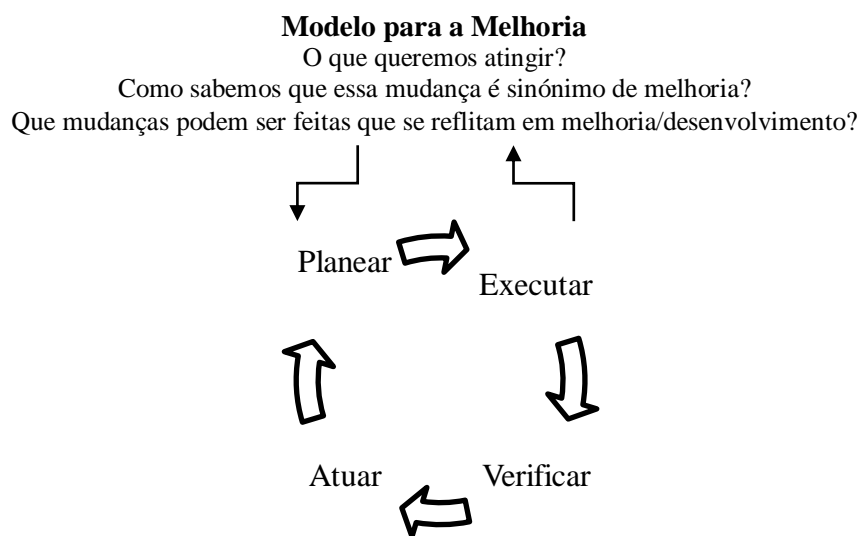 Modelo para a Melhoria
O que queremos atingir?
Como sabemos que essa mudança é sinónimo de melhoria?
Que mudanças podem ser feitas que se reflitam em melhoria/desenvolvimento?
Planear
Executar
Atuar
Verificar